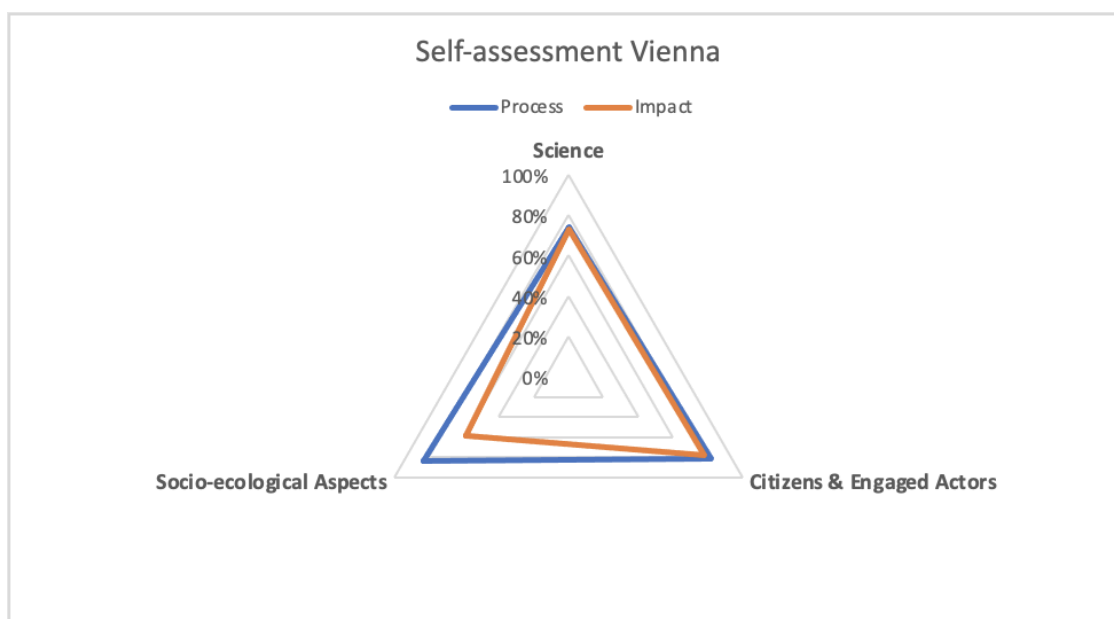 Self-assessment Vienna
Process Impact
Science
100%
80%
60%
40%
20%
0%
Socio-ecological Aspects Citizens & Engaged Actors